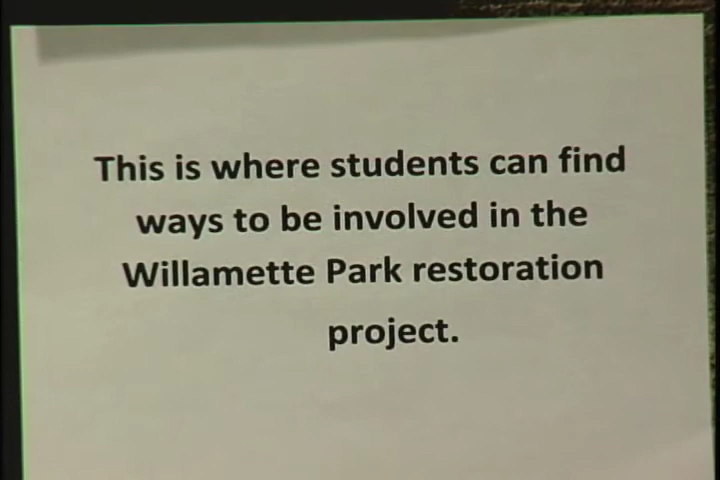 This is where students can find
ways to be involved in the
Willamette Park restoration
project.